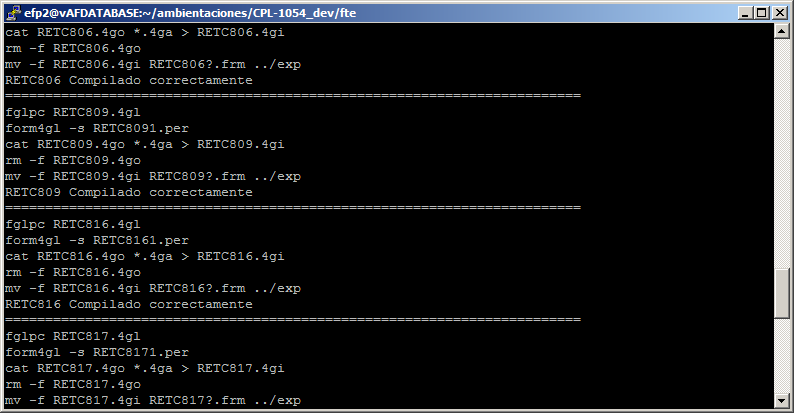 efp2@vAFDATABASE:~/ambientaciones/CPL-1054_dev/fte
cat RETC806.4go *.4ga > RETC806.4gi
rm -f RETC806.4go
mv -f RETC806.4gi RETC806?.frm ../exp
RETC806 Compilado correctamente
========================================================================
fglpc RETC809.4gl
form4gl -s RETC8091.per
cat RETC809.4go *.4ga > RETC809.4gi
rm -f RETC809.4go
mv -f RETC809.4gi RETC809?.frm ../exp
RETC809 Compilado correctamente
========================================================================
fglpc RETC816.4gl
form4gl -s RETC8161.per
cat RETC816.4go *.4ga > RETC816.4gi
rm -f RETC816.4go
mv -f RETC816.4gi RETC816?.frm ../exp
RETC816 Compilado correctamente
========================================================================
fglpc RETC817.4gl
form4gl -s RETC8171.per
cat RETC817.4go *.4ga > RETC817.4gi
rm -f RETC817.4go
mv -f RETC817.4gi RETC817?.frm ../exp